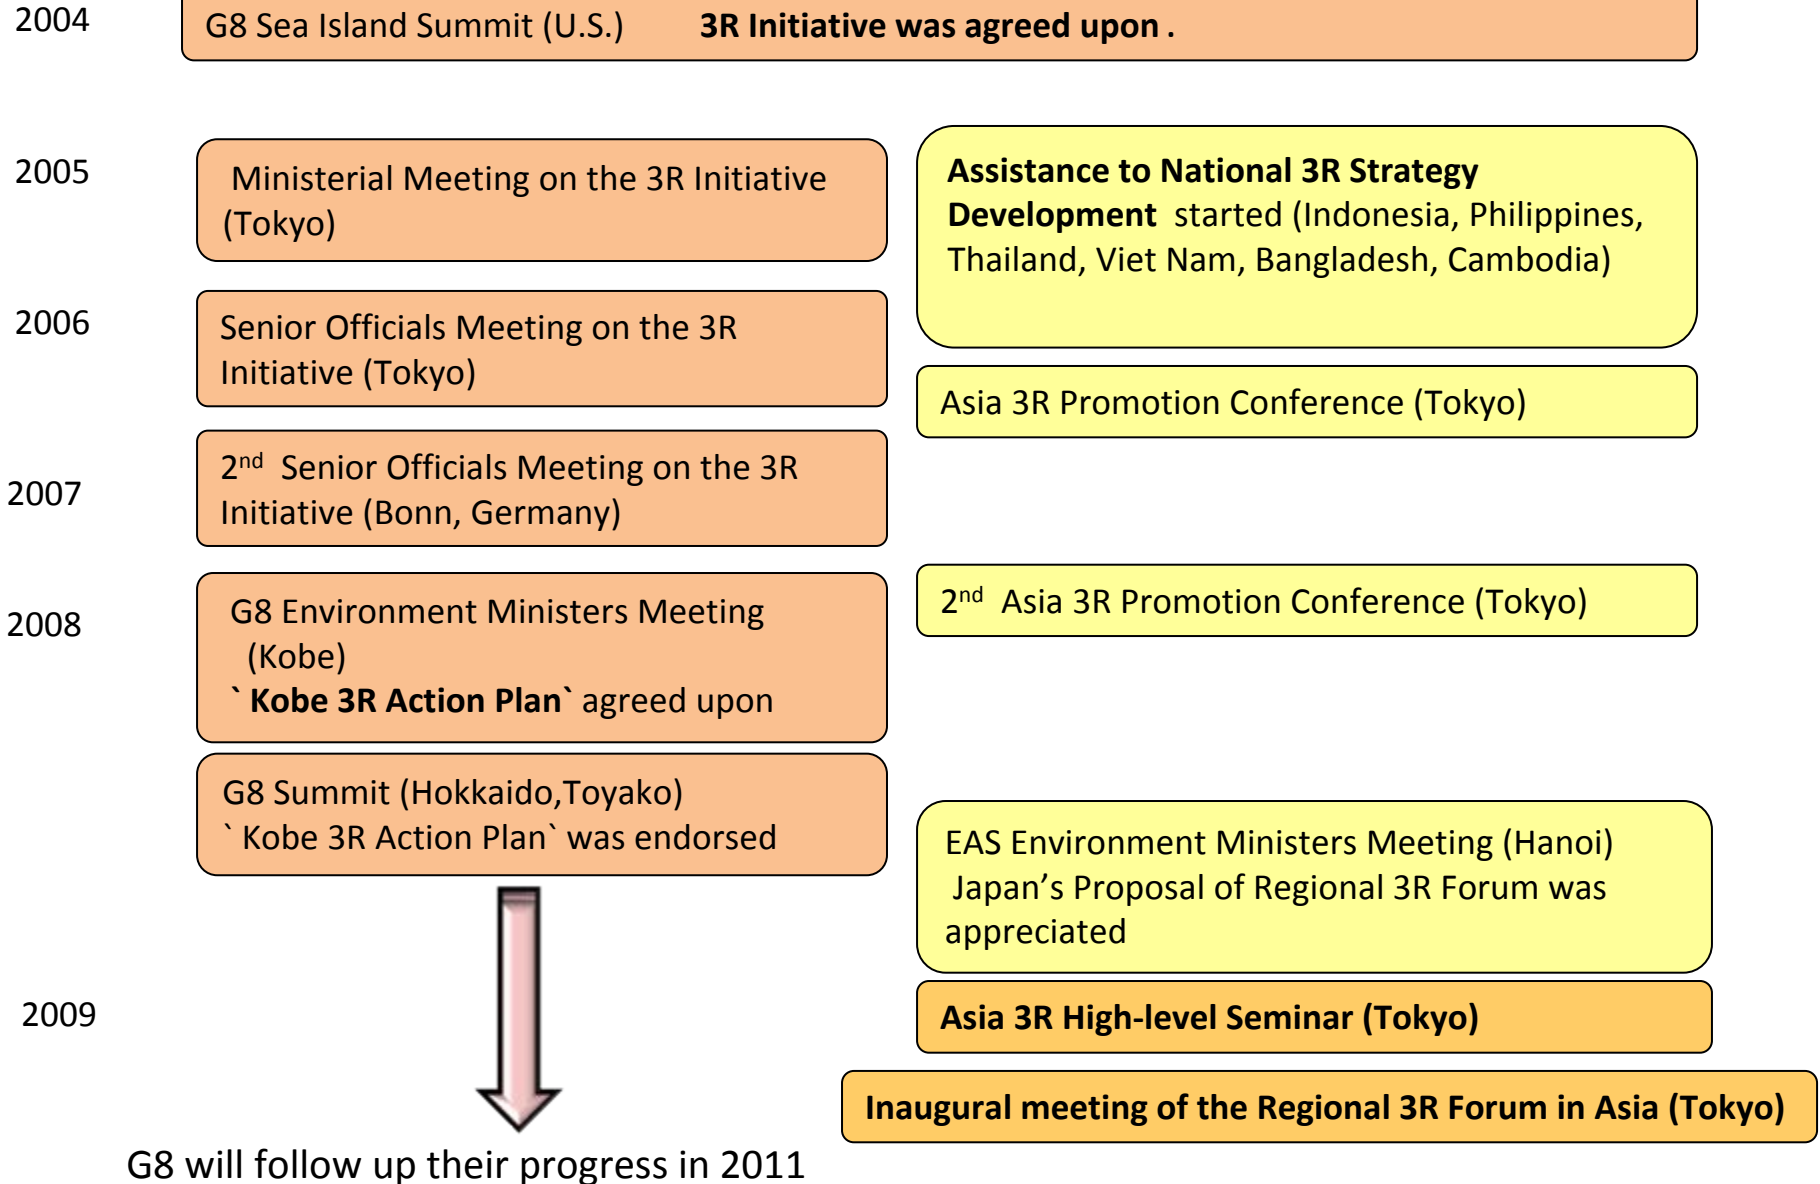 2004
G8 Sea Island Summit (U.S.) 3R Initiative was agreed upon .
2005
Ministerial Meeting on the 3R Initiative
(Tokyo)
Assistance to National 3R Strategy
Development started (Indonesia, Philippines,
Thailand, Viet Nam, Bangladesh, Cambodia)
2006
Senior Officials Meeting on the 3R
Initiative (Tokyo)
Asia 3R Promotion Conference (Tokyo)
2007
2nd Senior Officials Meeting on the 3R
Initiative (Bonn, Germany)
2008
G8 Environment Ministers Meeting
(Kobe)
` Kobe 3R Action Plan` agreed upon
2nd Asia 3R Promotion Conference (Tokyo)
G8 Summit (Hokkaido,Toyako)
` Kobe 3R Action Plan` was endorsed
EAS Environment Ministers Meeting (Hanoi)
Japan’s Proposal of Regional 3R Forum was
appreciated
2009
Asia 3R High-level Seminar (Tokyo)
Inaugural meeting of the Regional 3R Forum in Asia (Tokyo)
G8 will follow up their progress in 2011